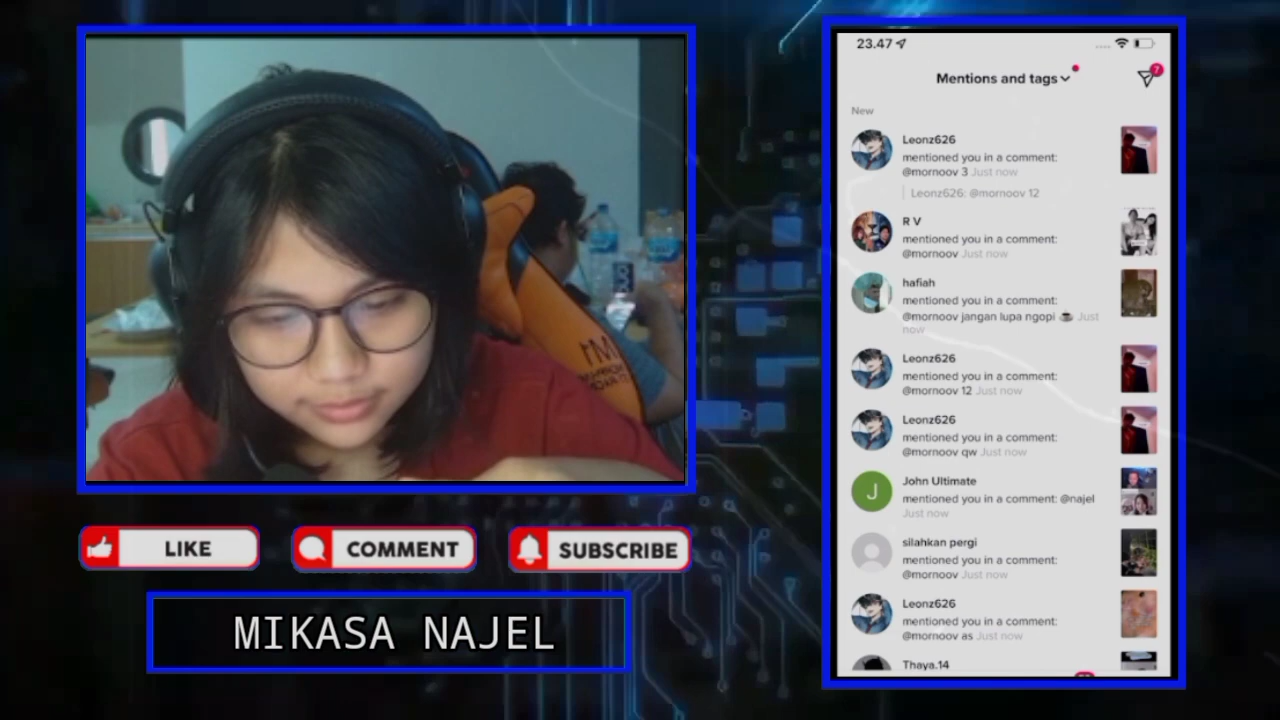 23.47
Mentions and tags
7
New
Leonz626
mentioned you in a comment:
@mornoov 3 Just now
Leonz626: @mornoov 12
R V
mentioned you in a comment:
@mornoov Just now
hafiah
mentioned you in a comment:
@mornoov jangan lupa ngopi ☕ Just
now
Leonz626
mentioned you in a comment:
@mornoov 12 Just now
Leonz626
mentioned you in a comment:
@mornoov qw Just now
J
John Ultimate
mentioned you in a comment: @najel
Just now
silahkan pergi
mentioned you in a comment:
@mornoov Just now
Leonz626
mentioned you in a comment:
@mornoov as Just now
Thaya.14
LIKE
COMMENT
SUBSCRIBE
MIKASA NAJEL